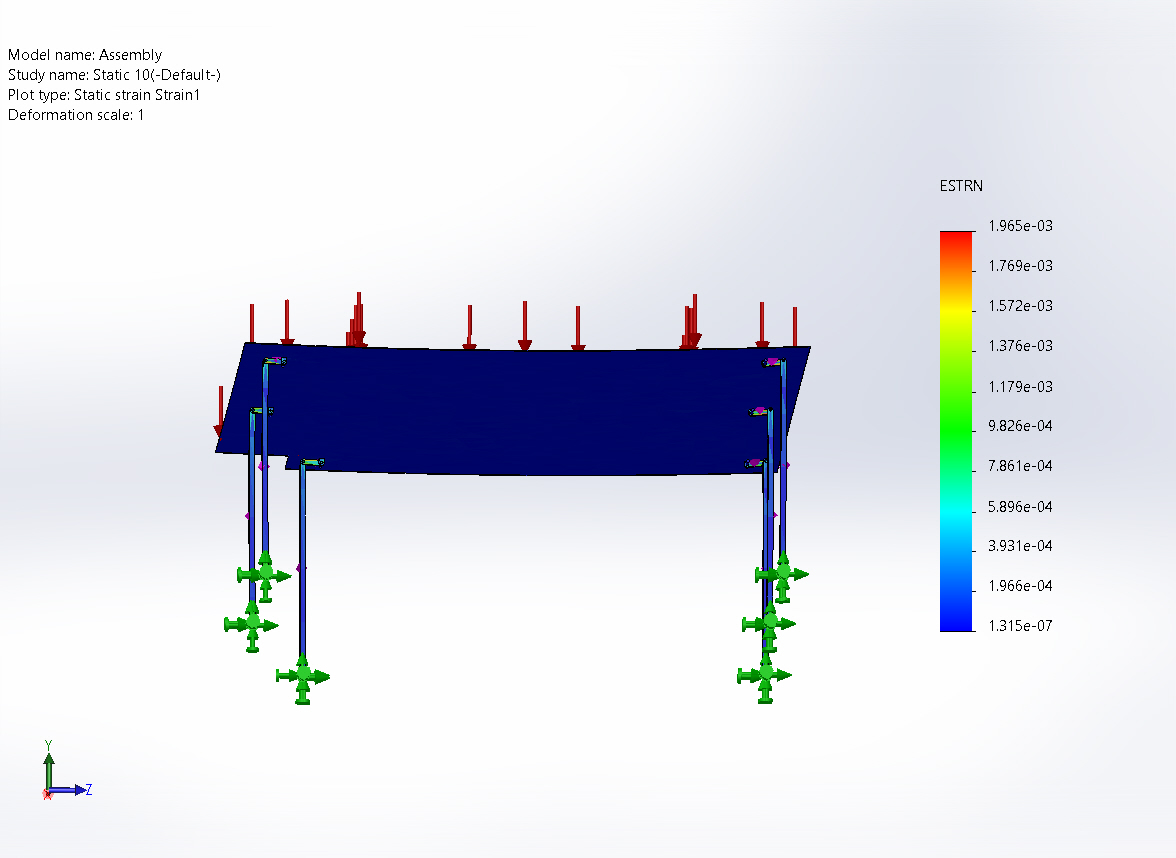 Model name: Assembly
Study name: Static 10(-Default-)
Plot type: Static strain Strain1
Deformation scale: 1
ESTRN
1.965e-03
1.769e-03
1.572e-03
1.376e-03
1.179e-03
9.826e-04
7.861e-04
5.896e-04
3.931e-04
1.966e-04
1.315e-07
Y
Z